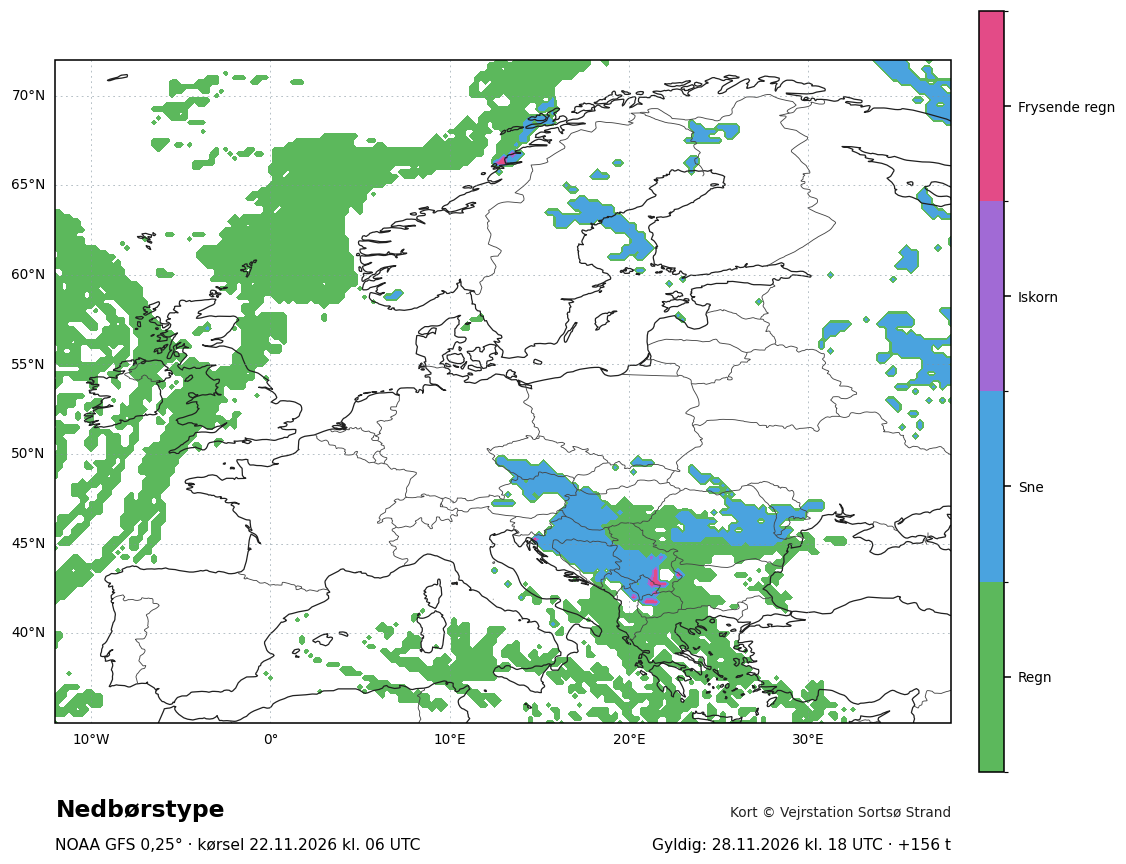 70°N
65°N
60°N
55°N
50°N
45°N
40°N
10°W
0°
10°E
20°E
30°E
Frysende regn
Iskorn
Sne
Regn
Nedbørstype
Kort © Vejrstation Sortsø Strand
NOAA GFS 0,25° · kørsel 22.11.2026 kl. 06 UTC
Gyldig: 28.11.2026 kl. 18 UTC · +156 t